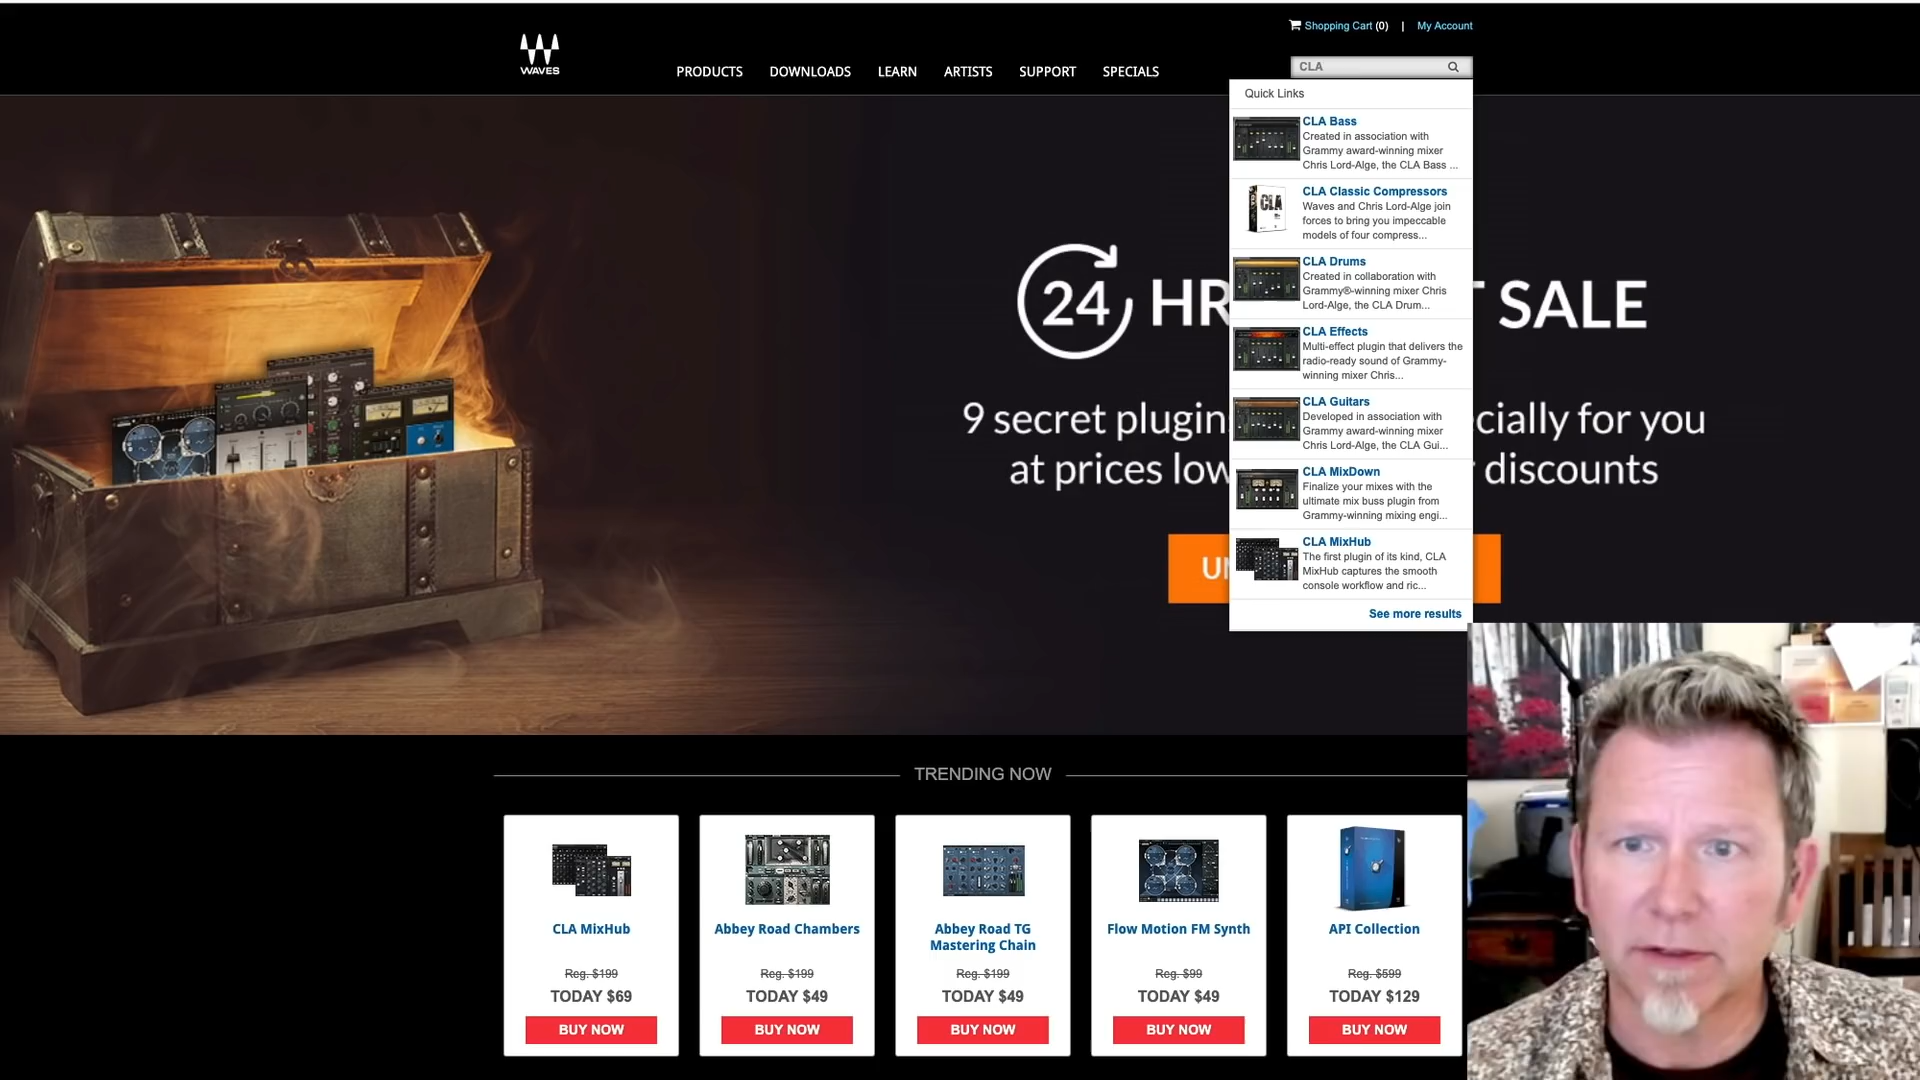 Shopping Cart (0) | My Account
WAVES
PRODUCTS DOWNLOADS LEARN ARTISTS SUPPORT SPECIALS
CLA
Quick Links
CLA Bass
Created in association with
Grammy award-winning mixer
Chris Lord-Alge, the CLA Bass ...
CLA Classic Compressors
Waves and Chris Lord-Alge join
forces to bring you impeccable
models of four compress...
CLA Drums
Created in collaboration with
Grammy®-winning mixer Chris
Lord-Alge, the CLA Drum...
CLA Effects
Multi-effect plugin that delivers the
radio-ready sound of Grammy-
winning mixer Chris...
CLA Guitars
Developed in association with
Grammy award-winning mixer
Chris Lord-Alge, the CLA Gui...
CLA MixDown
Finalize your mixes with the
ultimate mix buss plugin from
Grammy-winning mixing engi...
CLA MixHub
The first plugin of its kind, CLA
MixHub captures the smooth
console workflow and ric...
See more results
CLA
24 HR SALE
9 secret plugin cially for you
at prices low discounts
TRENDING NOW
CLA MixHub
Reg. $199
TODAY $69
BUY NOW
Abbey Road Chambers
Reg. $199
TODAY $49
BUY NOW
Abbey Road TG
Mastering Chain
Reg. $199
TODAY $49
BUY NOW
Flow Motion FM Synth
Reg. $99
TODAY $49
BUY NOW
API Collection
Reg. $599
TODAY $129
BUY NOW